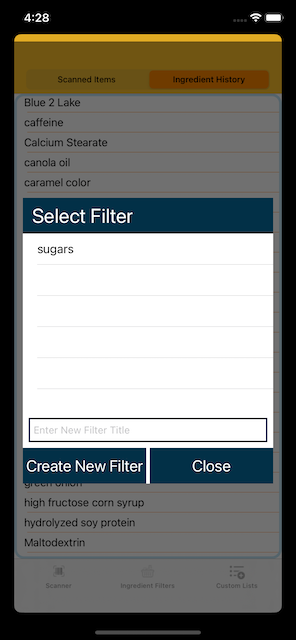 4:28
Scanned Items
Ingredient History
Blue 2 Lake
caffeine
Calcium Stearate
canola oil
caramel color
Select Filter
sugars
Enter New Filter Title
Create New Filter
Close
green onion
high fructose corn syrup
hydrolyzed soy protein
Maltodextrin
Scanner
Ingredient Filters
Custom Lists